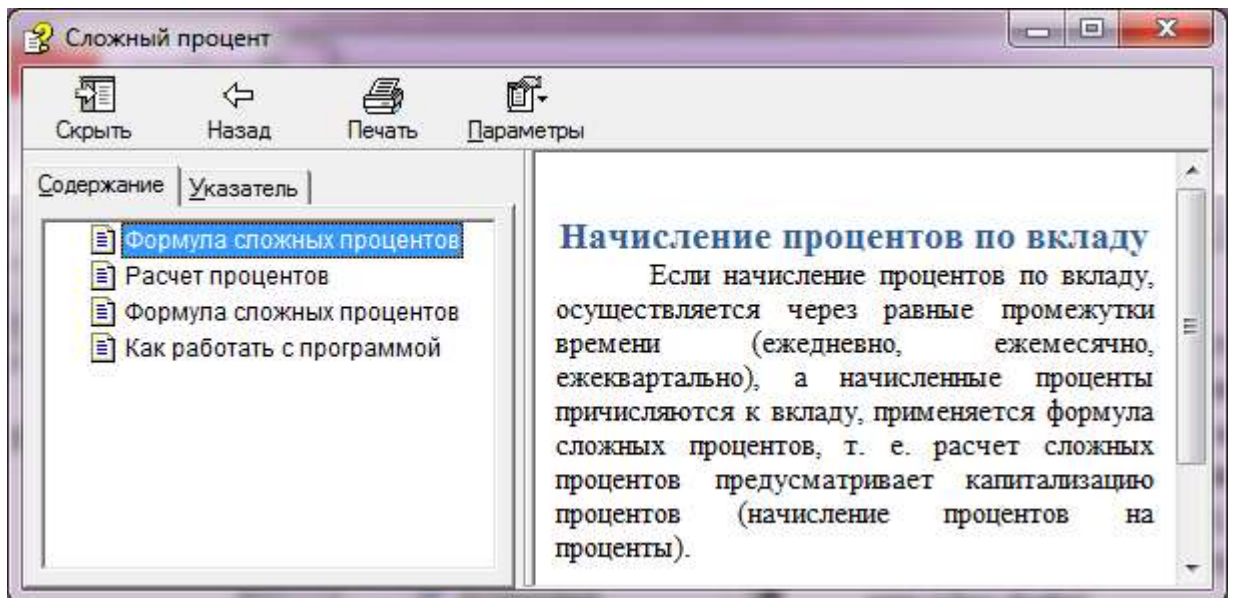 Сложный процент
Скрыть Назад Печать Параметры
Содержание Указатель
Формула сложных процентов
Расчет процентов
Формула сложных процентов
Как работать с программой
Начисление процентов по вкладу
Если начисление процентов по вкладу,
осуществляется через равные промежутки
времени (ежедневно, ежемесячно,
ежеквартально), а начисленные проценты
причисляются к вкладу, применяется формула
сложных процентов, т. е. расчет сложных
процентов предусматривает капитализацию
процентов (начисление процентов на
проценты).